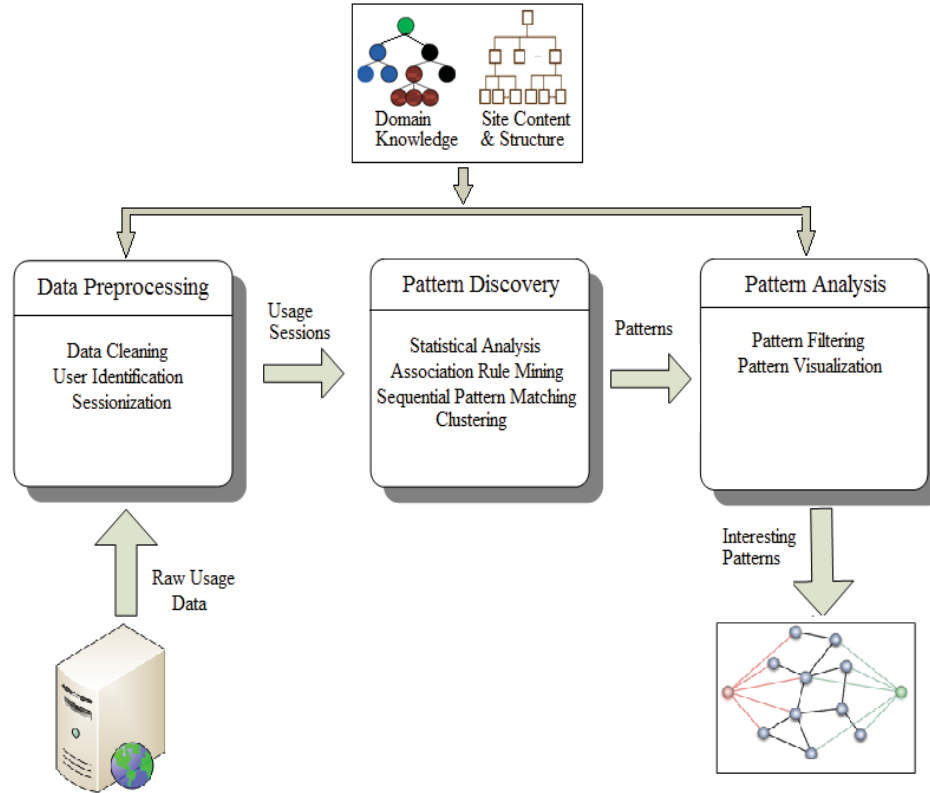 Domain
Knowledge
Site Content
& Structure
Data Preprocessing
Data Cleaning
User Identification
Sessionization
Usage
Sessions
Pattern Discovery
Statistical Analysis
Association Rule Mining
Sequential Pattern Matching
Clustering
Patterns
Pattern Analysis
Pattern Filtering
Pattern Visualization
Raw Usage
Data
Interesting
Patterns